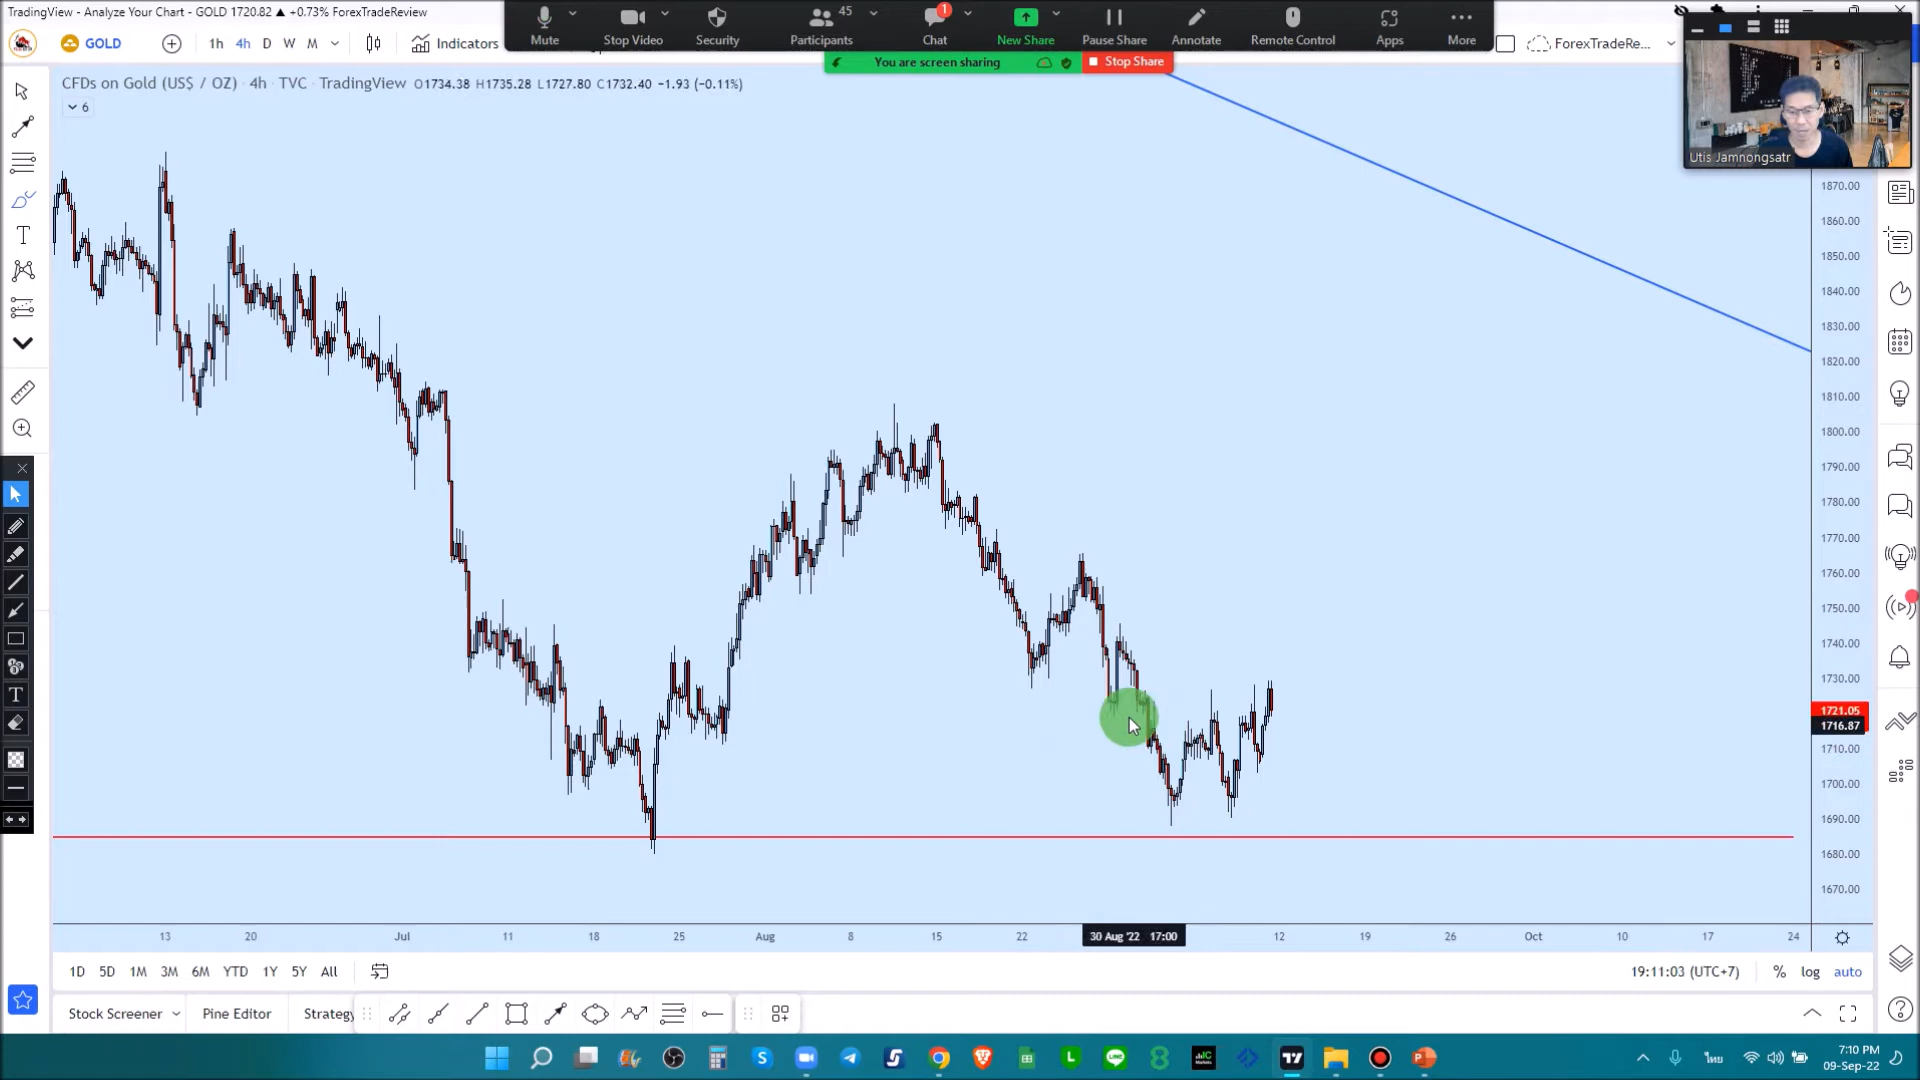 TradingView - Analyze Your Chart - GOLD 1720.82 ▲ +0.73% ForexTradeReview
GOLD
1h 4h D W M
Indicators
Mute
Stop Video
Security
45
Participants
1
Chat
New Share
Pause Share
Annotate
Remote Control
Apps
More
You are screen sharing
Stop Share
ForexTradeRe...
Utis Jamnongsatr
CFDs on Gold (US$ / OZ) · 4h · TVC · TradingView O1734.38 H1735.28 L1727.80 C1732.40 −1.93 (−0.11%)
6
1870.00
1860.00
1850.00
1840.00
1830.00
1820.00
1810.00
1800.00
1790.00
1780.00
1770.00
1760.00
1750.00
1740.00
1730.00
1721.05
1716.87
1710.00
1700.00
1690.00
1680.00
1670.00
13 20 Jul 11 18 25 Aug 8 15 22 30 Aug '22 17:00 12 19 26 Oct 10 17 24
1D 5D 1M 3M 6M YTD 1Y 5Y All
19:11:03 (UTC+7) % log auto
Stock Screener Pine Editor Strategy
ไทย
7:10 PM
09-Sep-22